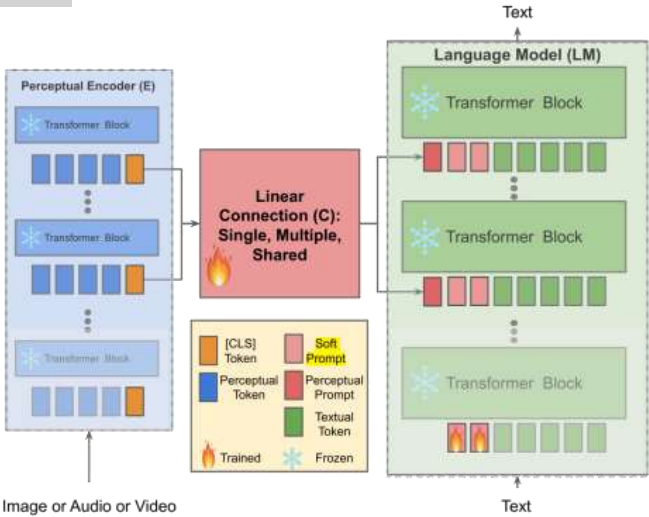 Text
Language Model (LM)
Perceptual Encoder (E)
Transformer Block
Transformer Block
Linear
Connection (C):
Single, Multiple,
Shared
Transformer Block
Transformer Block
[CLS]
Token
Soft
Prompt
Perceptual
Token
Perceptual
Prompt
Textual
Token
Trained
Frozen
Transformer Block
Transformer Block
Image or Audio or Video
Text